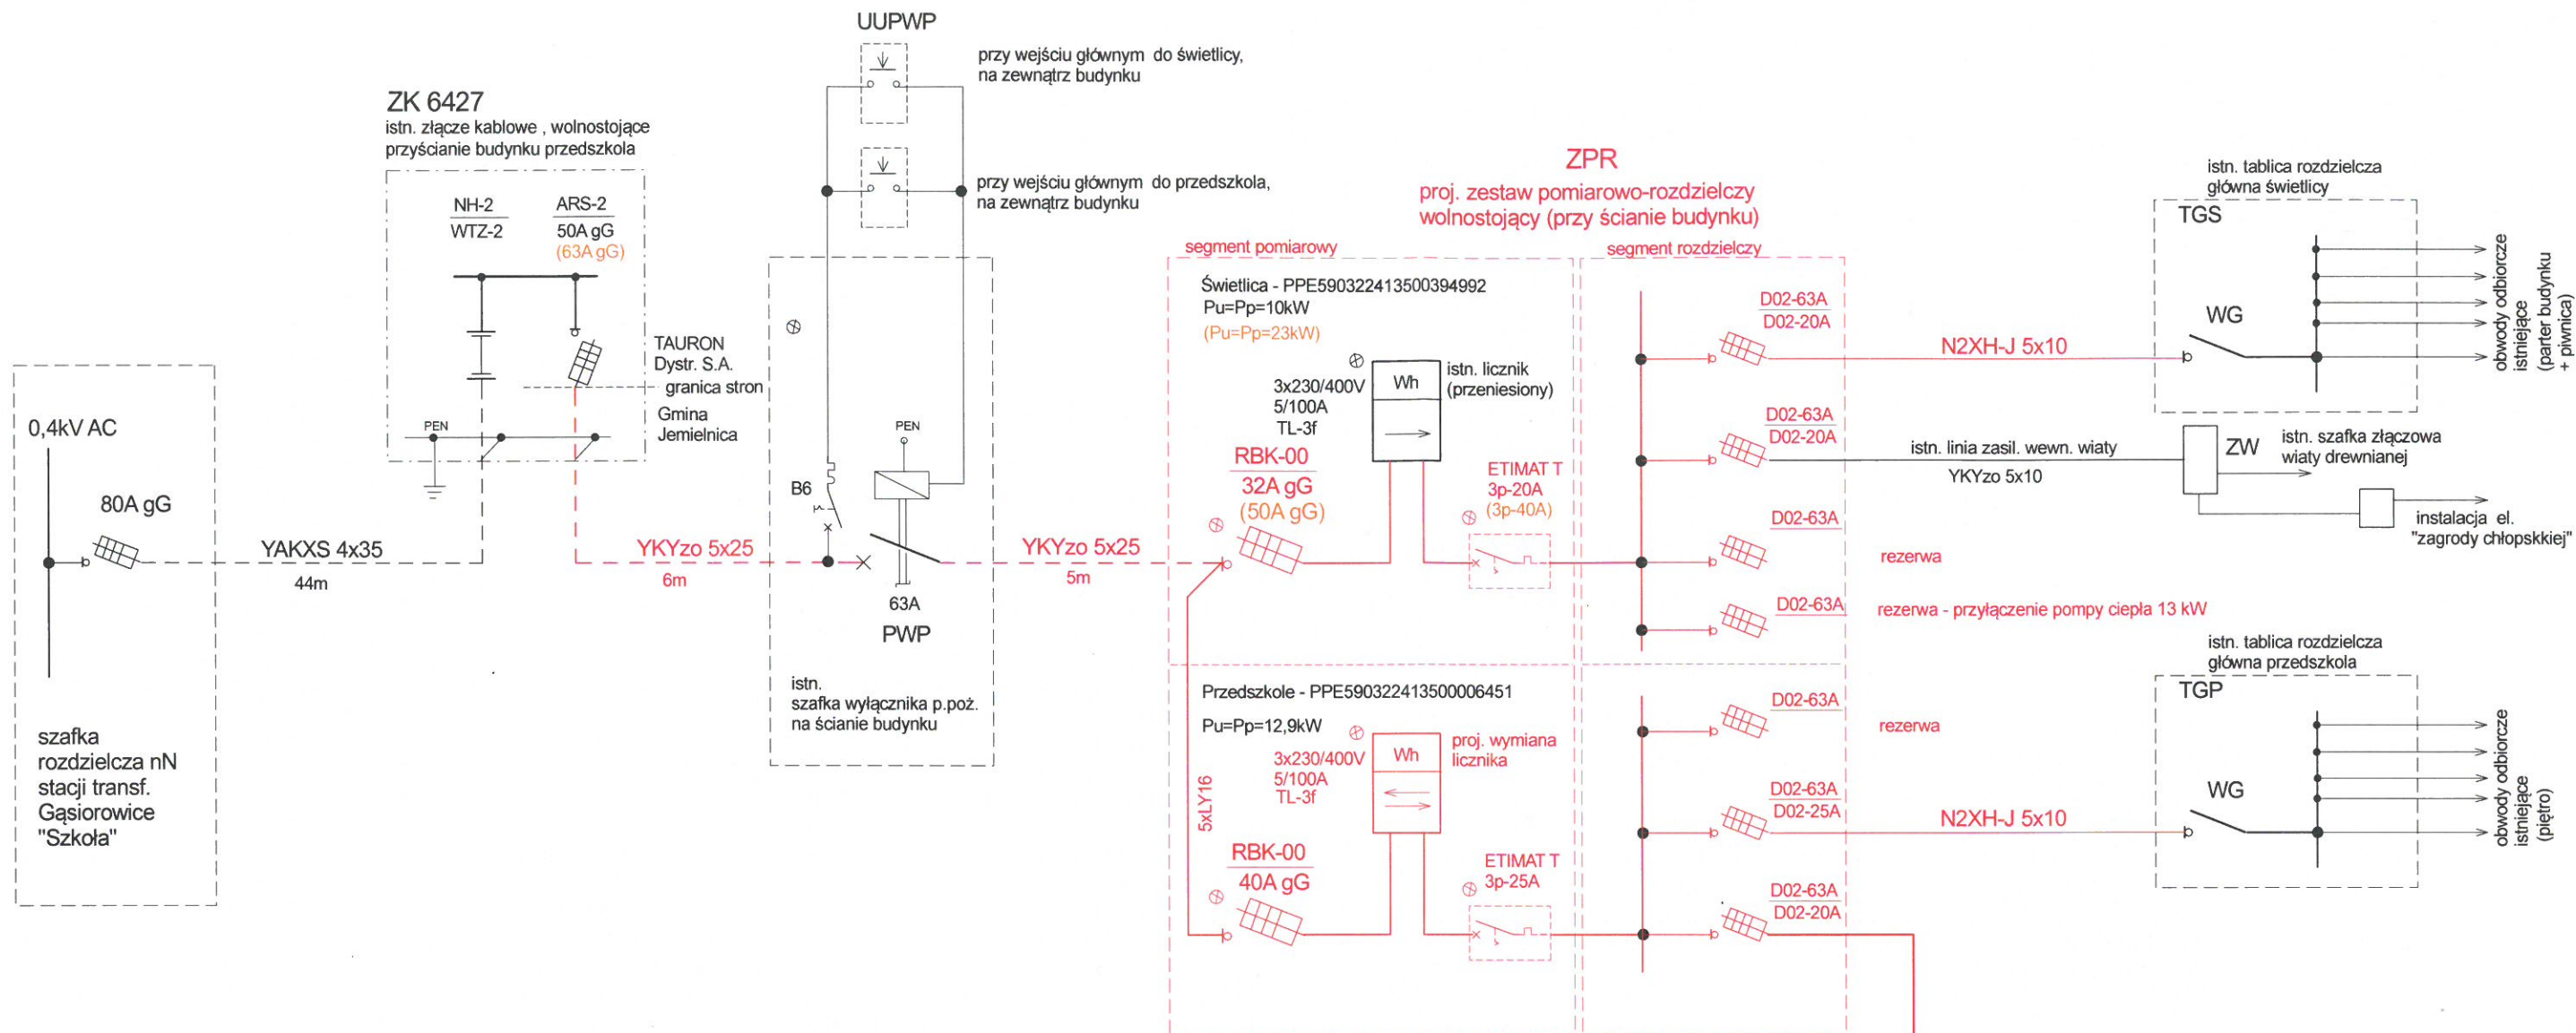 UUPWP
przy wejściu głównym do świetlicy,
na zewnątrz budynku
przy wejściu głównym do przedszkola,
na zewnątrz budynku
ZK 6427
istn. złącze kablowe , wolnostojące
przyścianie budynku przedszkola
NH-2
WTZ-2
ARS-2
50A gG
(63A gG)
TAURON
Dystr. S.A.
granica stron
Gmina
Jemielnica
PEN
0,4kV AC
80A gG
YAKXS 4x35
44m
szafka
rozdzielcza nN
stacji transf.
Gąsiorowice
"Szkoła"
YKYzo 5x25
6m
B6
PEN
63A
PWP
istn.
szafka wyłącznika p.poż.
na ścianie budynku
YKYzo 5x25
5m
ZPR
proj. zestaw pomiarowo-rozdzielczy
wolnostojący (przy ścianie budynku)
segment pomiarowy
segment rozdzielczy
Świetlica - PPE590322413500394992
Pu=Pp=10kW
(Pu=Pp=23kW)
3x230/400V
5/100A
TL-3f
Wh
istn. licznik
(przeniesiony)
RBK-00
32A gG
(50A gG)
ETIMAT T
3p-20A
(3p-40A)
D02-63A
D02-20A
N2XH-J 5x10
D02-63A
D02-20A
istn. linia zasil. wewn. wiaty
YKYzo 5x10
D02-63A
rezerwa
D02-63A
rezerwa - przyłączenie pompy ciepła 13 kW
istn. tablica rozdzielcza
główna świetlicy
TGS
WG
obwody odbiorcze
istniejące
(parter budynku
+ piwnica)
ZW
istn. szafka złączowa
wiaty drewnianej
instalacja el.
"zagrody chłopskkiej"
Przedszkole - PPE590322413500006451
Pu=Pp=12,9kW
3x230/400V
5/100A
TL-3f
Wh
proj. wymiana
licznika
5xLY16
RBK-00
40A gG
ETIMAT T
3p-25A
D02-63A
rezerwa
D02-63A
D02-25A
N2XH-J 5x10
D02-63A
D02-20A
istn. tablica rozdzielcza
główna przedszkola
TGP
WG
obwody odbiorcze
istniejące
(piętro)